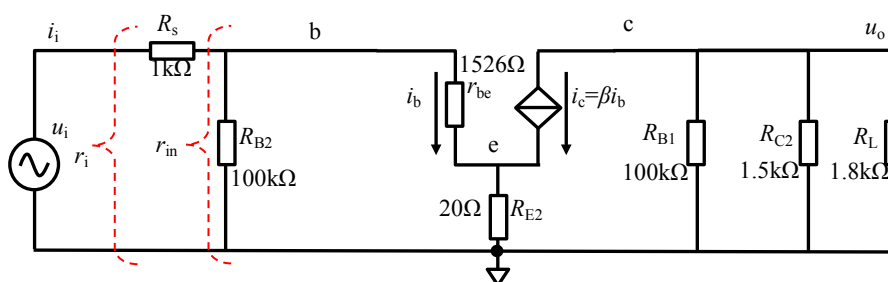 i_i R_s b c u_o
1kΩ 1526Ω
i_b r_be i_c=βi_b
u_i r_i r_in R_B2 R_B1 R_C2 R_L
e
100kΩ 100kΩ 1.5kΩ 1.8kΩ
20Ω R_E2